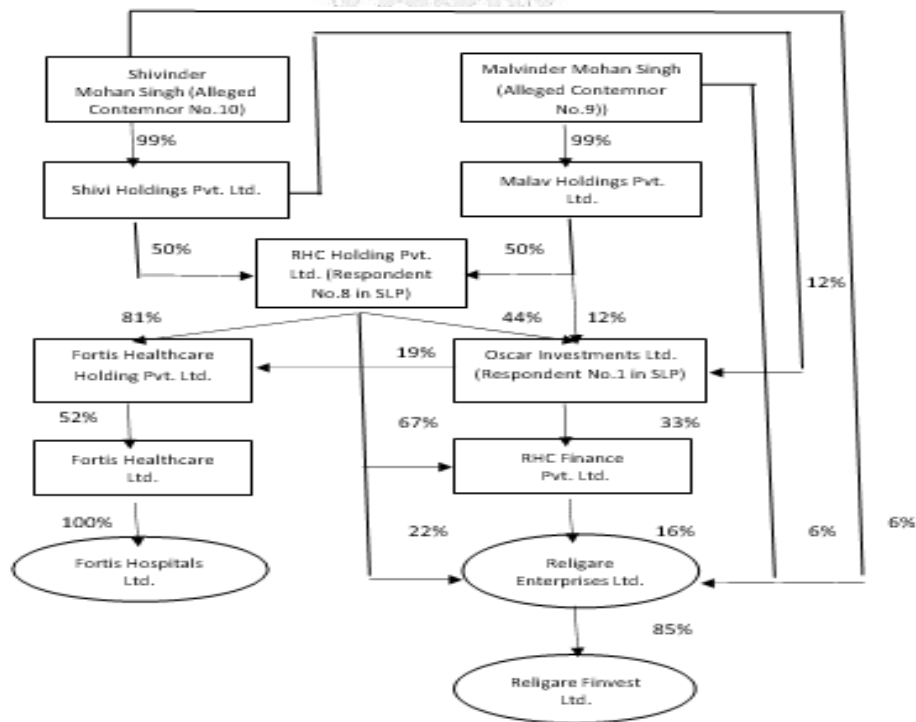 Shivinder
Mohan Singh (Alleged
Contemnor No.10)
Malvinder Mohan Singh
(Alleged Contemnor
No.9))
99%
99%
Shivi Holdings Pvt. Ltd.
Malav Holdings Pvt.
Ltd.
50%
RHC Holding Pvt.
Ltd. (Respondent
No.8 in SLP)
50%
12%
81%
44%
12%
Fortis Healthcare
Holding Pvt. Ltd.
19%
Oscar Investments Ltd.
(Respondent No.1 in SLP)
52%
67%
33%
Fortis Healthcare
Ltd.
RHC Finance
Pvt. Ltd.
100%
22%
16%
6%
6%
Fortis Hospitals
Ltd.
Religare
Enterprises Ltd.
85%
Religare Finvest
Ltd.